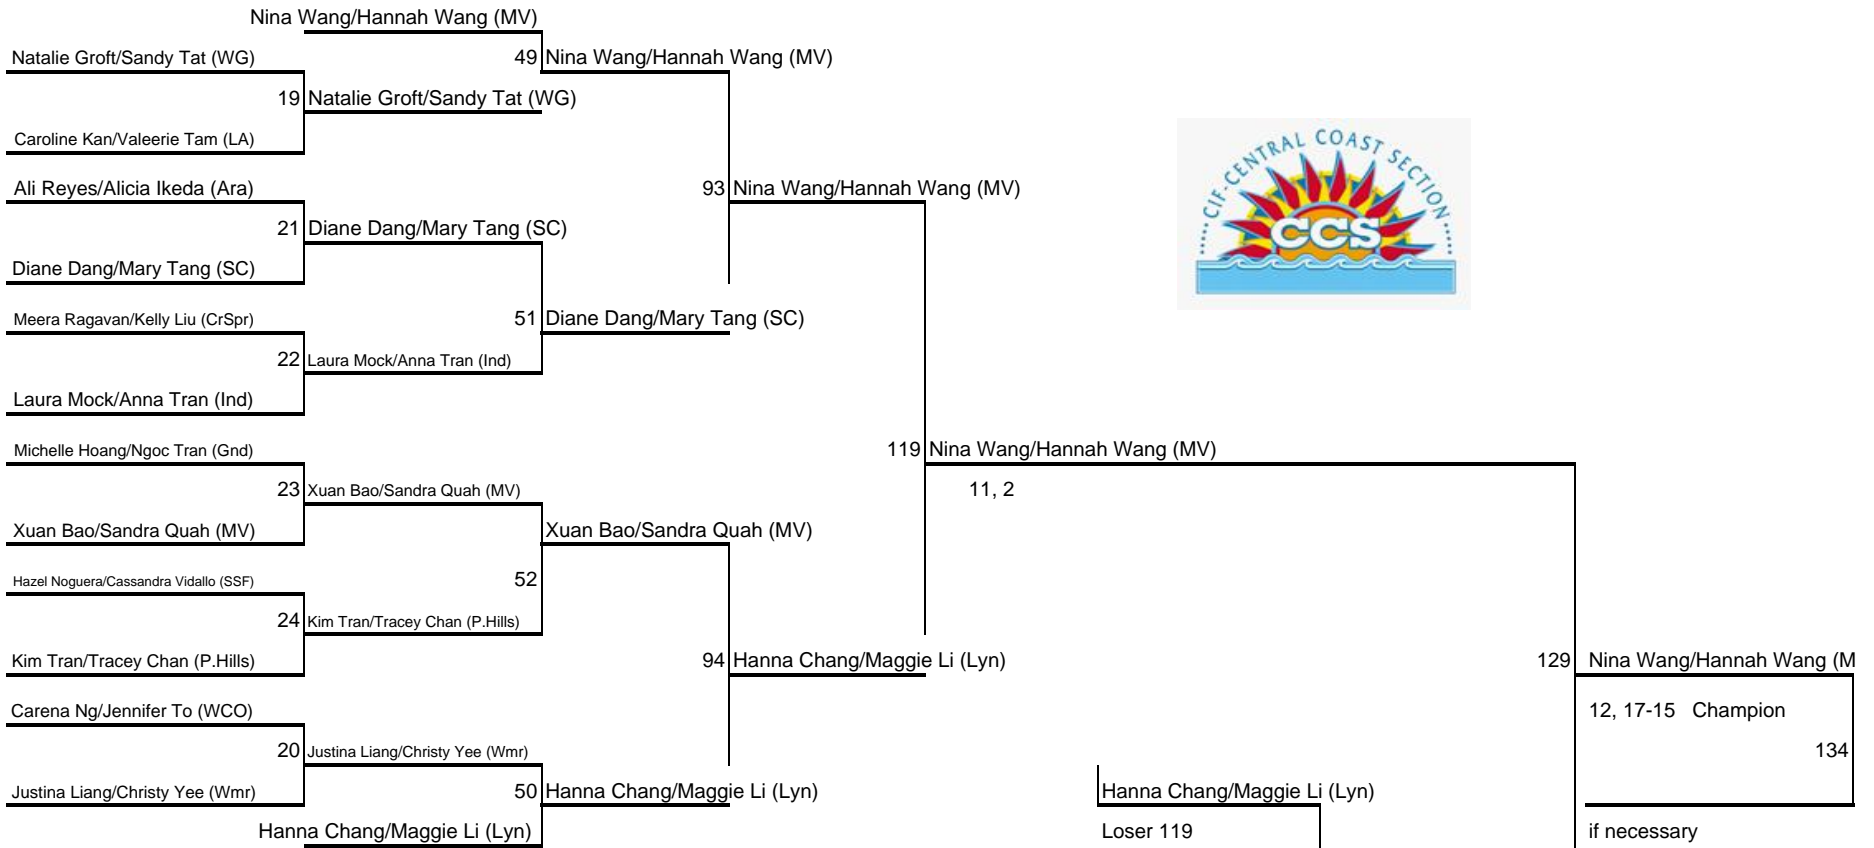 Nina Wang/Hannah Wang (MV)
Natalie Groft/Sandy Tat (WG)
49 Nina Wang/Hannah Wang (MV)
19 Natalie Groft/Sandy Tat (WG)
Caroline Kan/Valeerie Tam (LA)
CIF-CENTRAL COAST SECTION
CCS
Ali Reyes/Alicia Ikeda (Ara)
93 Nina Wang/Hannah Wang (MV)
21 Diane Dang/Mary Tang (SC)
Diane Dang/Mary Tang (SC)
Meera Ragavan/Kelly Liu (CrSpr)
51 Diane Dang/Mary Tang (SC)
22 Laura Mock/Anna Tran (Ind)
Laura Mock/Anna Tran (Ind)
Michelle Hoang/Ngoc Tran (Gnd)
119 Nina Wang/Hannah Wang (MV)
23 Xuan Bao/Sandra Quah (MV)
11, 2
Xuan Bao/Sandra Quah (MV)
Xuan Bao/Sandra Quah (MV)
Hazel Noguera/Cassandra Vidallo (SSF)
52
24 Kim Tran/Tracey Chan (P.Hills)
Kim Tran/Tracey Chan (P.Hills)
94 Hanna Chang/Maggie Li (Lyn)
129 Nina Wang/Hannah Wang (M
Carena Ng/Jennifer To (WCO)
12, 17-15 Champion
20 Justina Liang/Christy Yee (Wmr)
134
Justina Liang/Christy Yee (Wmr)
50 Hanna Chang/Maggie Li (Lyn)
Hanna Chang/Maggie Li (Lyn)
Hanna Chang/Maggie Li (Lyn)
Loser 119
if necessary